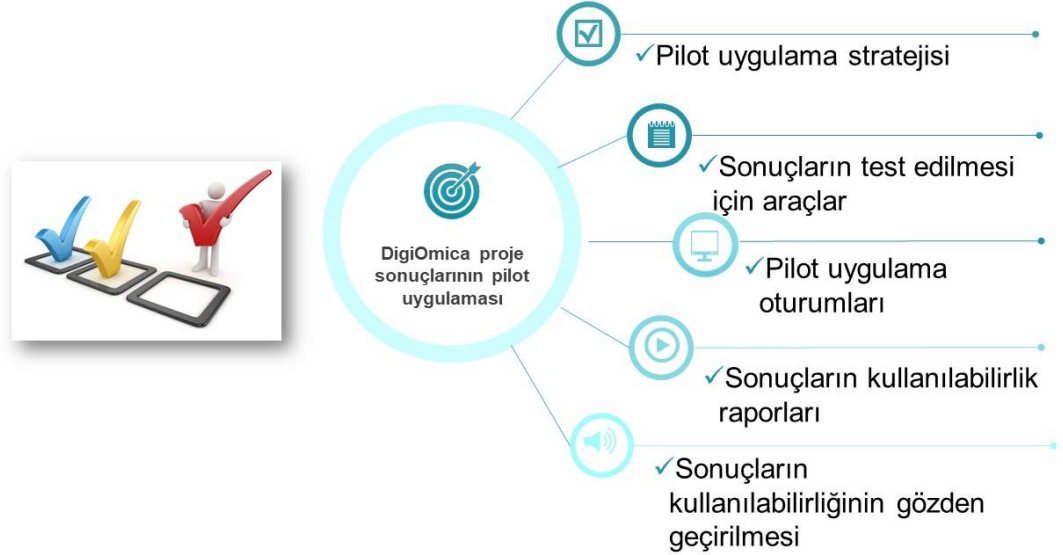 DigiOmica proje
sonuçlarının pilot
uygulaması
Pilot uygulama stratejisi
Sonuçların test edilmesi
için araçlar
Pilot uygulama
oturumları
Sonuçların kullanılabilirlik
raporları
Sonuçların
kullanılabilirliğinin gözden
geçirilmesi